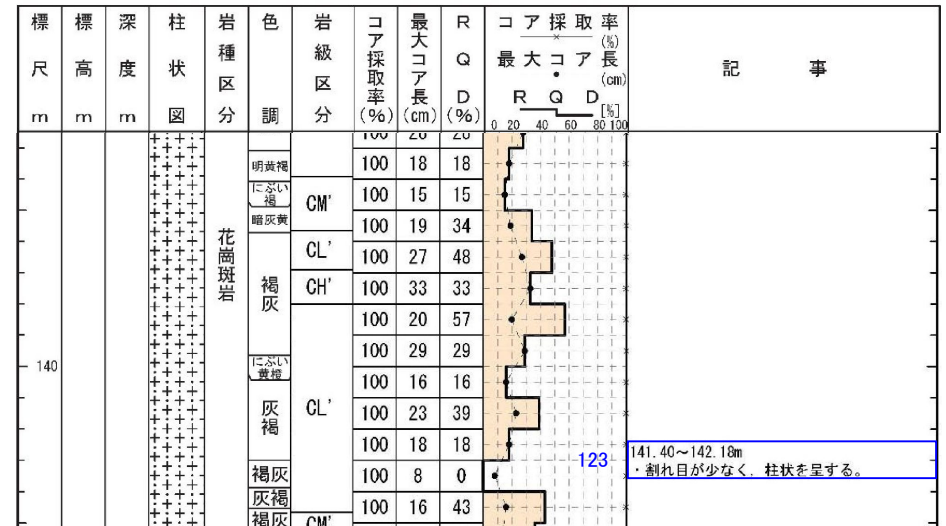 標尺m
標高m
深度m
柱状図
岩種区分
色調
岩級区分
コア採取率(%)
最大コア長(cm)
RQD(%)
コア採取率(%)
最大コア長(cm)
RQD[%]
0 20 40 60 80 100
記事
100 26 26
明黄褐 100 18 18
にぶい褐 CM' 100 15 15
暗灰黄 100 19 34
花崗斑岩
CL' 100 27 48
褐灰 CH' 100 33 33
100 20 57
100 29 29
140 にぶい黄橙 100 16 16
灰褐 CL' 100 23 39
100 18 18
123 141.40~142.18m
・割れ目が少なく、柱状を呈する。
褐灰 100 8 0
灰褐 100 16 43
褐灰 CM'